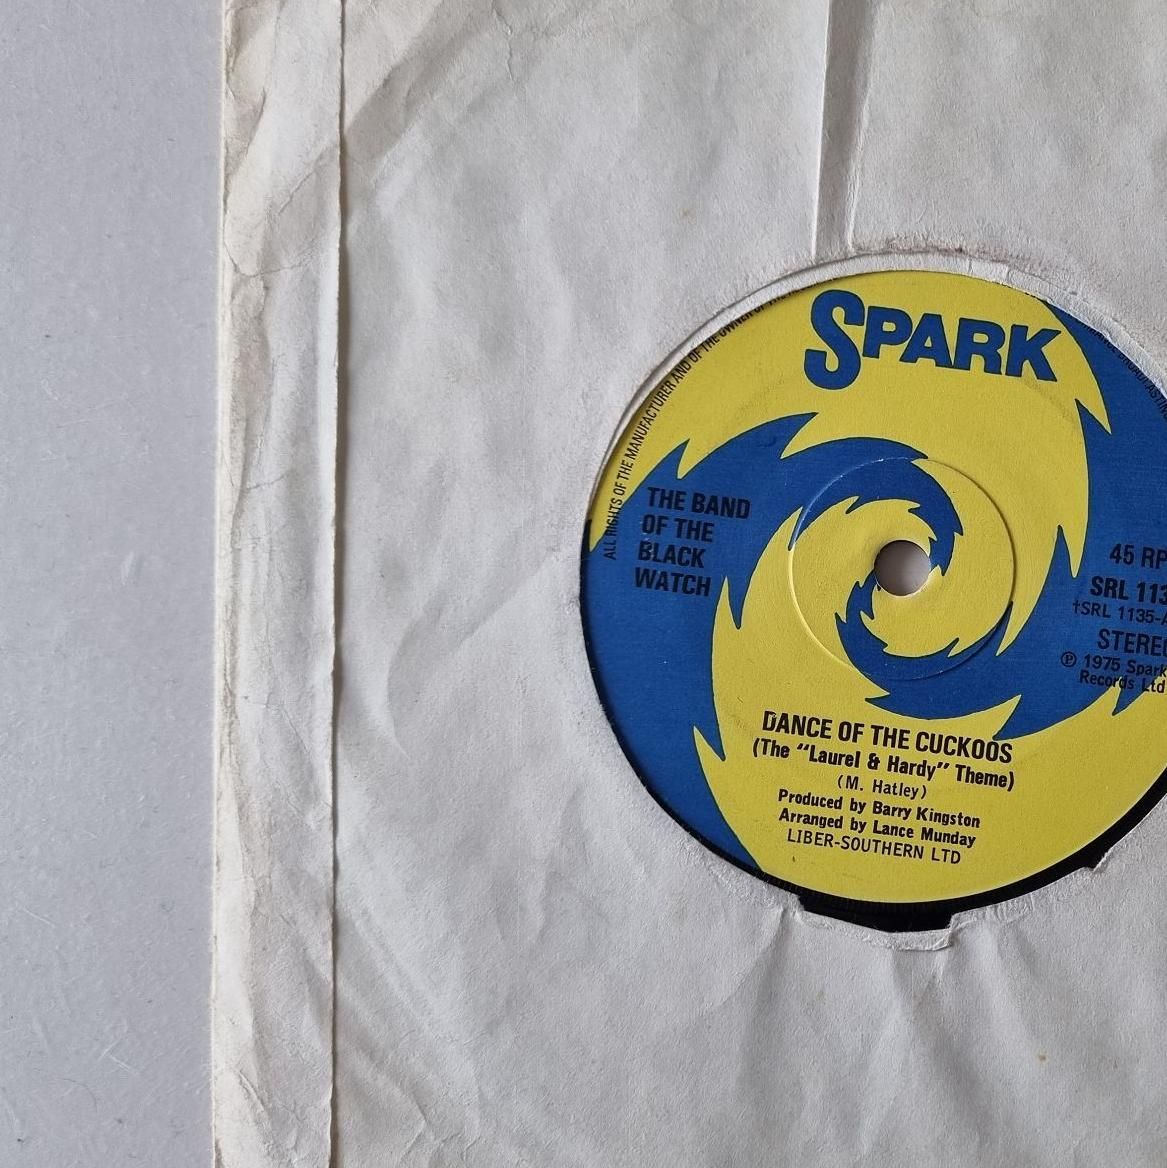 SPARK
ALL RIGHTS OF THE MANUFACTURER AND OF THE OWNER OF THE
THE BAND
OF THE
BLACK
WATCH
45 RP
SRL 113
†SRL 1135-A
STEREO
℗ 1975 Spark
Records Ltd
DANCE OF THE CUCKOOS
(The "Laurel & Hardy" Theme)
(M. Hatley)
Produced by Barry Kingston
Arranged by Lance Munday
LIBER-SOUTHERN LTD